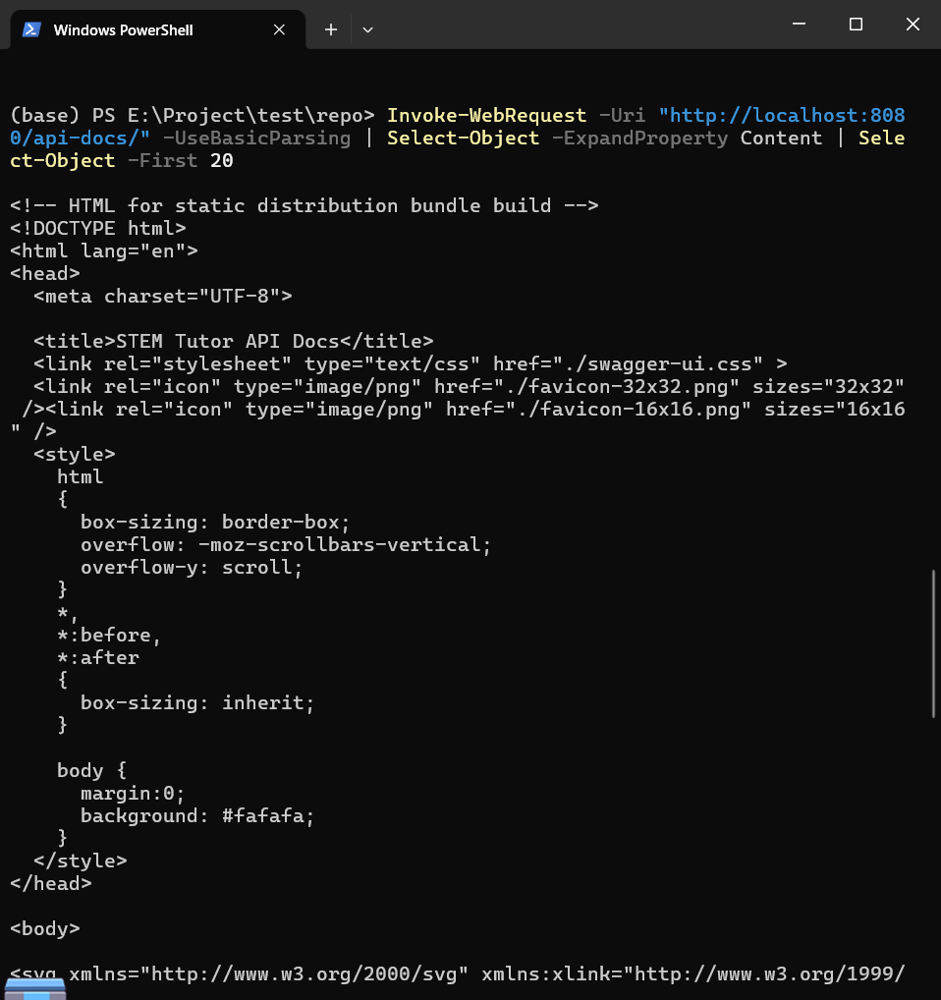 Windows PowerShell
(base) PS E:\Project\test\repo> Invoke-WebRequest -Uri "http://localhost:808
0/api-docs/" -UseBasicParsing | Select-Object -ExpandProperty Content | Sele
ct-Object -First 20
<!-- HTML for static distribution bundle build -->
<!DOCTYPE html>
<html lang="en">
<head>
  <meta charset="UTF-8">
  <title>STEM Tutor API Docs</title>
  <link rel="stylesheet" type="text/css" href="./swagger-ui.css" >
  <link rel="icon" type="image/png" href="./favicon-32x32.png" sizes="32x32"
 /><link rel="icon" type="image/png" href="./favicon-16x16.png" sizes="16x16
" />
  <style>
    html
    {
      box-sizing: border-box;
      overflow: -moz-scrollbars-vertical;
      overflow-y: scroll;
    }
    *,
    *:before,
    *:after
    {
      box-sizing: inherit;
    }
    body {
      margin:0;
      background: #fafafa;
    }
  </style>
</head>
<body>
<svg xmlns="http://www.w3.org/2000/svg" xmlns:xlink="http://www.w3.org/1999/